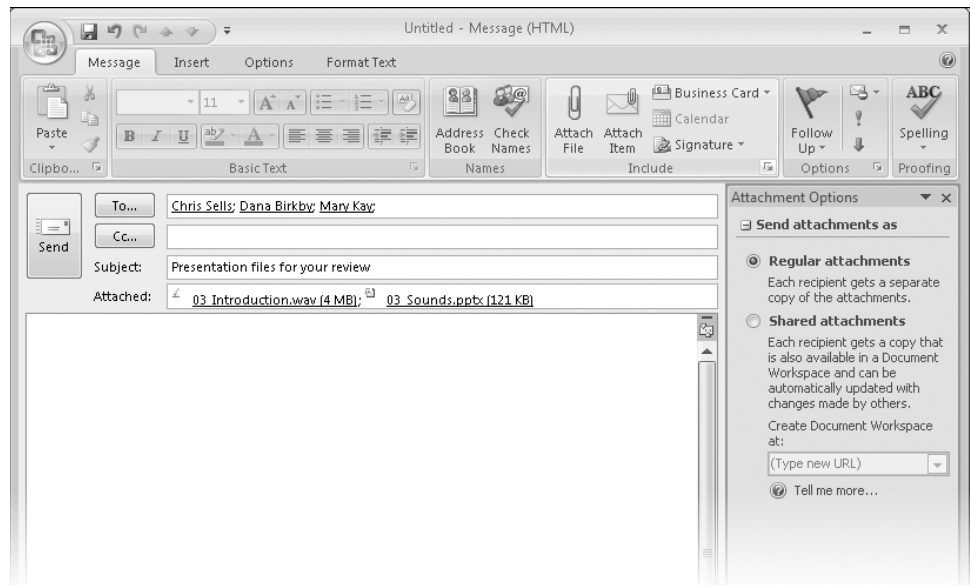 Untitled - Message (HTML)
Message Insert Options Format Text
Paste
Clipbo...
11
B I U ab A
Basic Text
Address Book
Check Names
Names
Attach File
Attach Item
Business Card
Calendar
Signature
Include
Follow Up
Options
ABC
Spelling
Proofing
Send
To... Chris Sells; Dana Birkby; Mary Kay;
Cc...
Subject: Presentation files for your review
Attached: 03_Introduction.wav (4 MB); 03_Sounds.pptx (121 KB)
Attachment Options
Send attachments as
Regular attachments
Each recipient gets a separate
copy of the attachments.
Shared attachments
Each recipient gets a copy that
is also available in a Document
Workspace and can be
automatically updated with
changes made by others.
Create Document Workspace
at:
(Type new URL)
Tell me more...